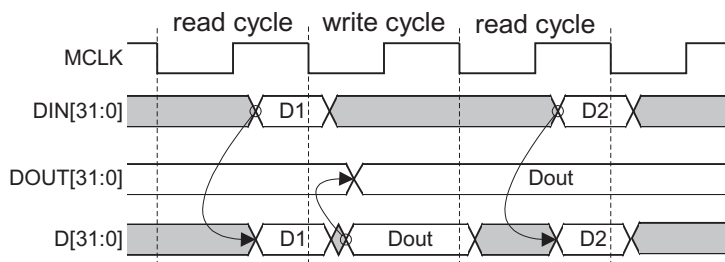 read cycle write cycle read cycle
MCLK
DIN[31:0] D1 D2
DOUT[31:0] Dout
D[31:0] D1 Dout D2